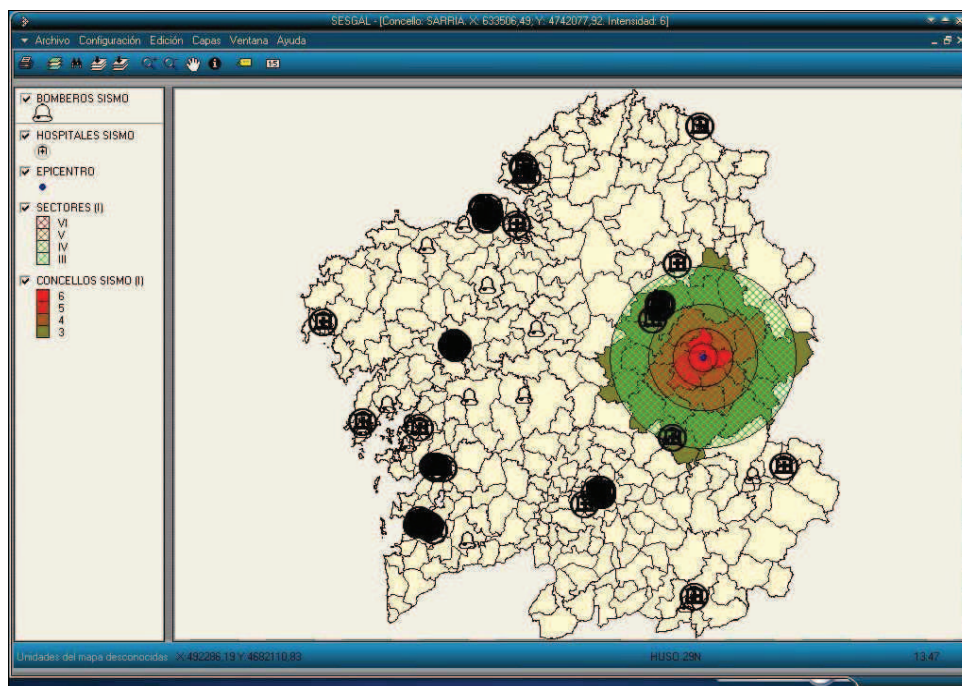 SESGAL - [Concello: SARRIA. X: 633506,49; Y: 4742077,92. Intensidad: 6]
Archivo Configuración Edición Capas Ventana Ayuda
BOMBEROS SISMO
HOSPITALES SISMO
EPICENTRO
SECTORES (I)
VI
V
IV
III
CONCELLOS SISMO (I)
6
5
4
3
Unidades del mapa desconocidas X:492286,19 Y:4682110,83 HUSO 29N 13:47